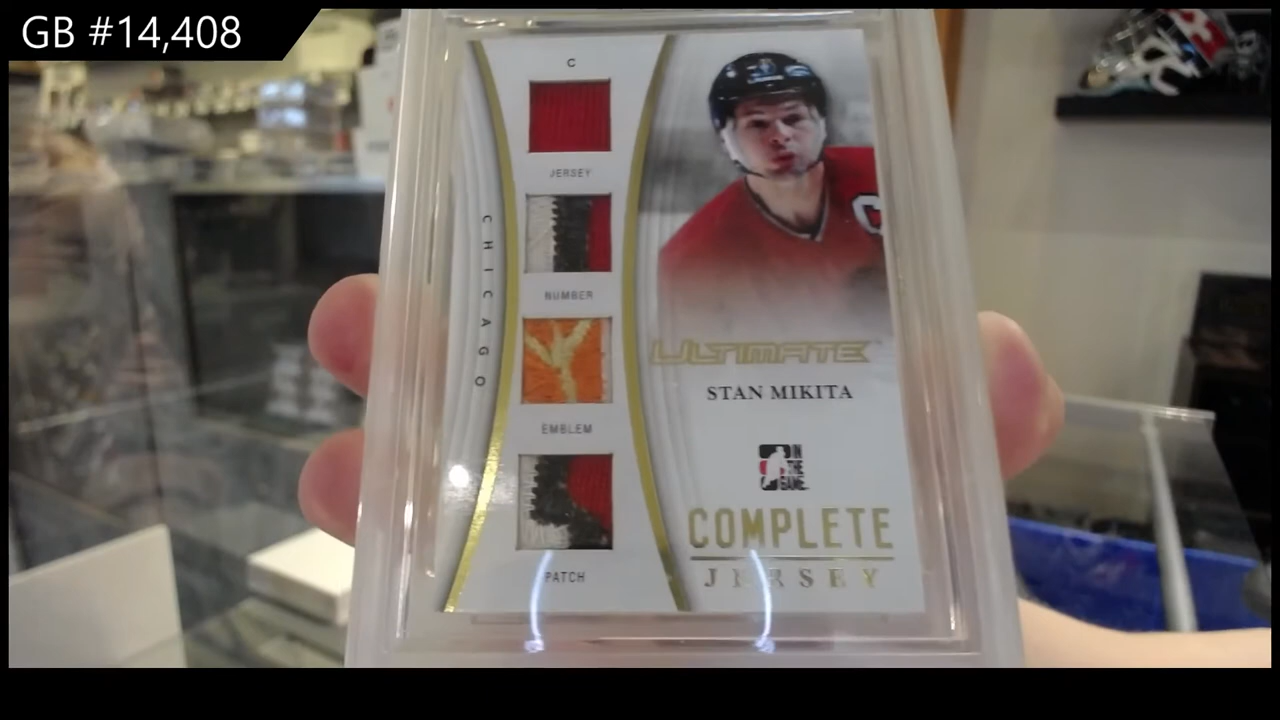 GB #14,408
C
JERSEY
NUMBER
EMBLEM
PATCH
CHICAGO
C
ULTIMATE
STAN MIKITA
IN
THE
GAME
COMPLETE
JERSEY